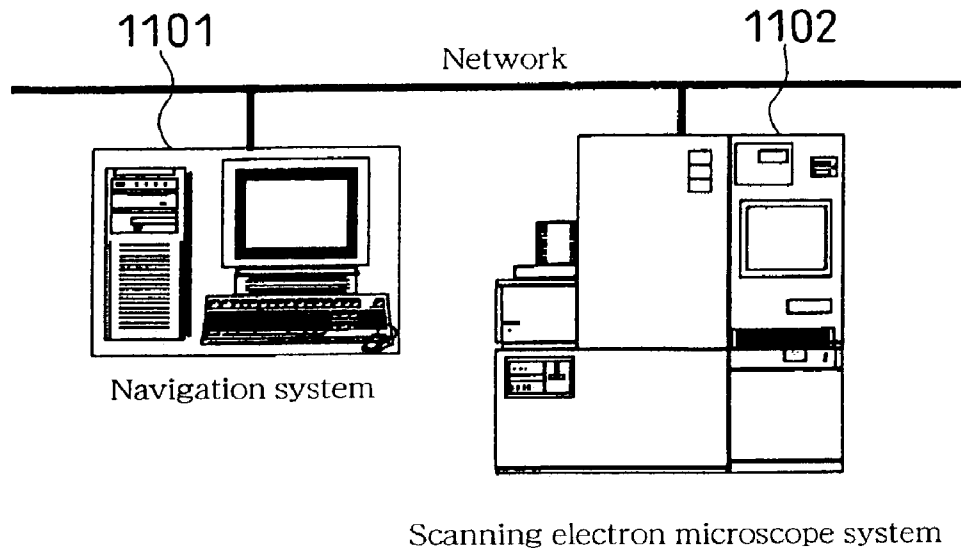 1101
1102
Network
Navigation system
Scanning electron microscope system